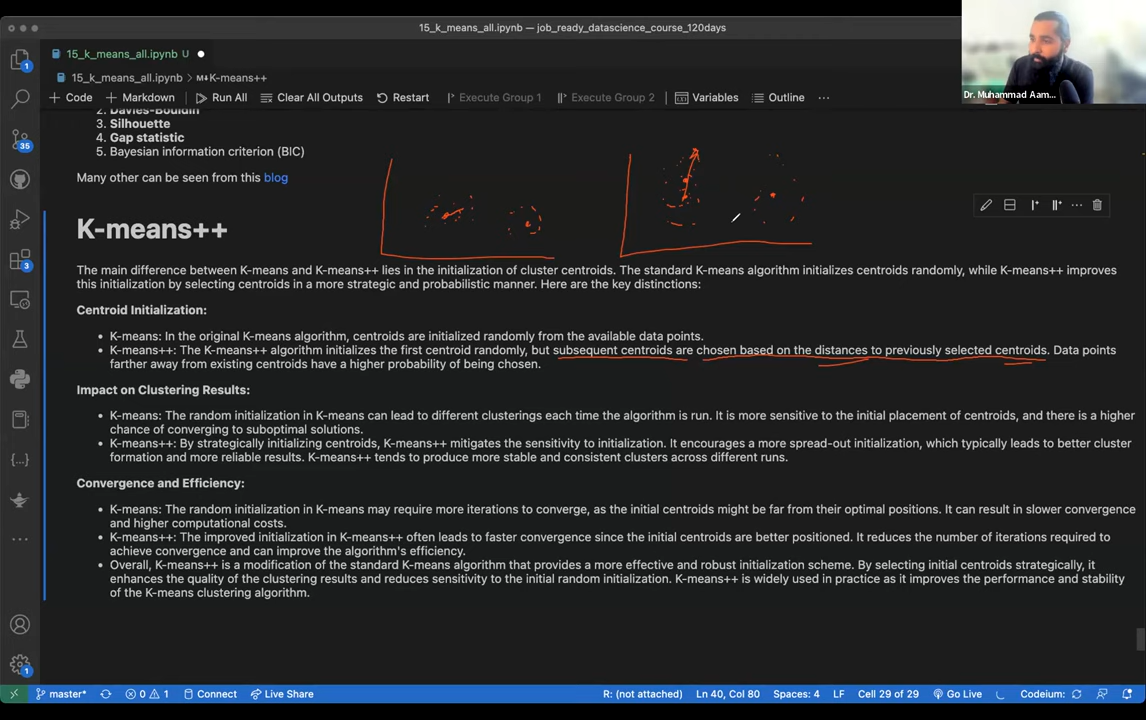 15_k_means_all.ipynb — job_ready_datascience_course_120days
15_k_means_all.ipynb U
15_k_means_all.ipynb > K-means++
+ Code + Markdown Run All Clear All Outputs Restart Execute Group 1 Execute Group 2 Variables Outline ...
Dr. Muhammad Aam...
2. Davies-Bouldin
3. Silhouette
4. Gap statistic
5. Bayesian information criterion (BIC)
Many other can be seen from this blog
K-means++
The main difference between K-means and K-means++ lies in the initialization of cluster centroids. The standard K-means algorithm initializes centroids randomly, while K-means++ improves
this initialization by selecting centroids in a more strategic and probabilistic manner. Here are the key distinctions:
Centroid Initialization:
• K-means: In the original K-means algorithm, centroids are initialized randomly from the available data points.
• K-means++: The K-means++ algorithm initializes the first centroid randomly, but subsequent centroids are chosen based on the distances to previously selected centroids. Data points
farther away from existing centroids have a higher probability of being chosen.
Impact on Clustering Results:
• K-means: The random initialization in K-means can lead to different clusterings each time the algorithm is run. It is more sensitive to the initial placement of centroids, and there is a higher
chance of converging to suboptimal solutions.
• K-means++: By strategically initializing centroids, K-means++ mitigates the sensitivity to initialization. It encourages a more spread-out initialization, which typically leads to better cluster
formation and more reliable results. K-means++ tends to produce more stable and consistent clusters across different runs.
Convergence and Efficiency:
• K-means: The random initialization in K-means may require more iterations to converge, as the initial centroids might be far from their optimal positions. It can result in slower convergence
and higher computational costs.
• K-means++: The improved initialization in K-means++ often leads to faster convergence since the initial centroids are better positioned. It reduces the number of iterations required to
achieve convergence and can improve the algorithm's efficiency.
• Overall, K-means++ is a modification of the standard K-means algorithm that provides a more effective and robust initialization scheme. By selecting initial centroids strategically, it
enhances the quality of the clustering results and reduces sensitivity to the initial random initialization. K-means++ is widely used in practice as it improves the performance and stability
of the K-means clustering algorithm.
1
35
3
1
master* 0 1 Connect Live Share R: (not attached) Ln 40, Col 80 Spaces: 4 LF Cell 29 of 29 Go Live Codeium: